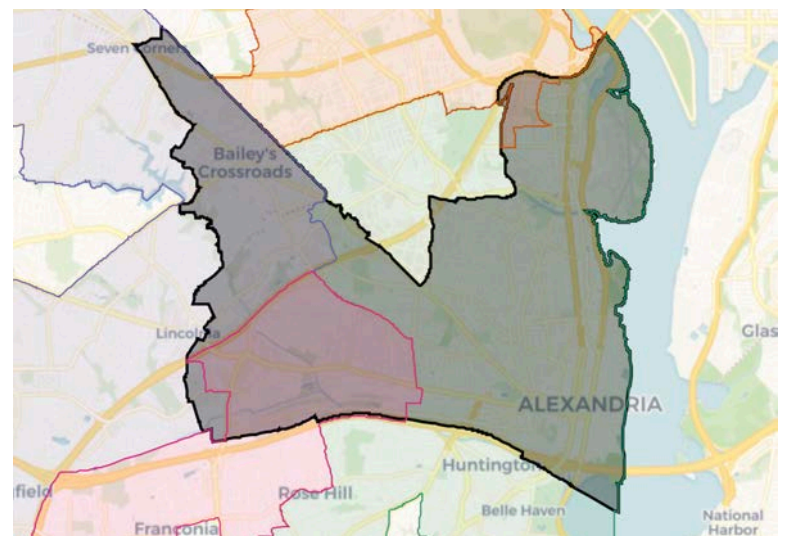 Seven Corners
Bailey's
Crossroads
Lincolnia
Glas
ALEXANDRIA
Huntington
field
Rose Hill
Belle Haven
National
Harbor
Franconia